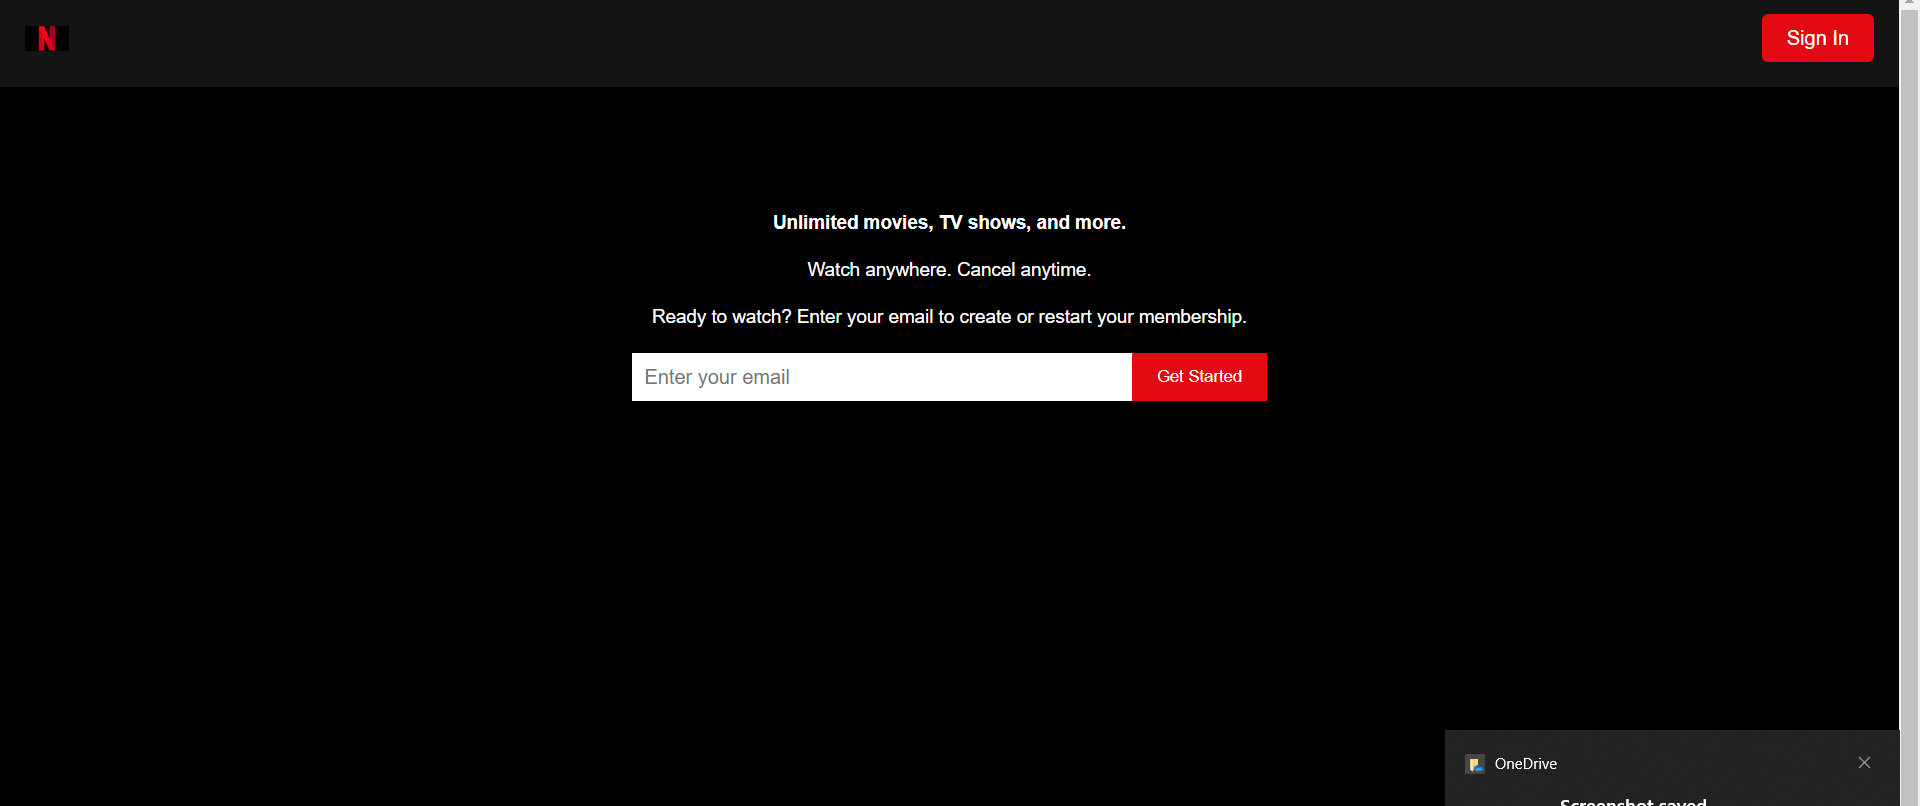 N
Sign In
Unlimited movies, TV shows, and more.
Watch anywhere. Cancel anytime.
Ready to watch? Enter your email to create or restart your membership.
Enter your email
Get Started
OneDrive
Screenshot saved